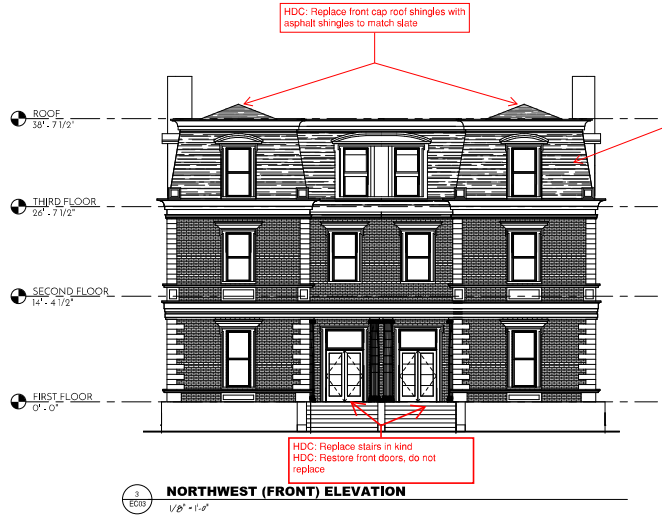 HDC: Replace front cap roof shingles with
asphalt shingles to match slate
ROOF
38' - 7 1/2"
THIRD FLOOR
26' - 7 1/2"
SECOND FLOOR
14' - 4 1/2"
FIRST FLOOR
0' - 0"
HDC: Replace stairs in kind
HDC: Restore front doors, do not
replace
3
EC03
NORTHWEST (FRONT) ELEVATION
1/8" = 1'-0"